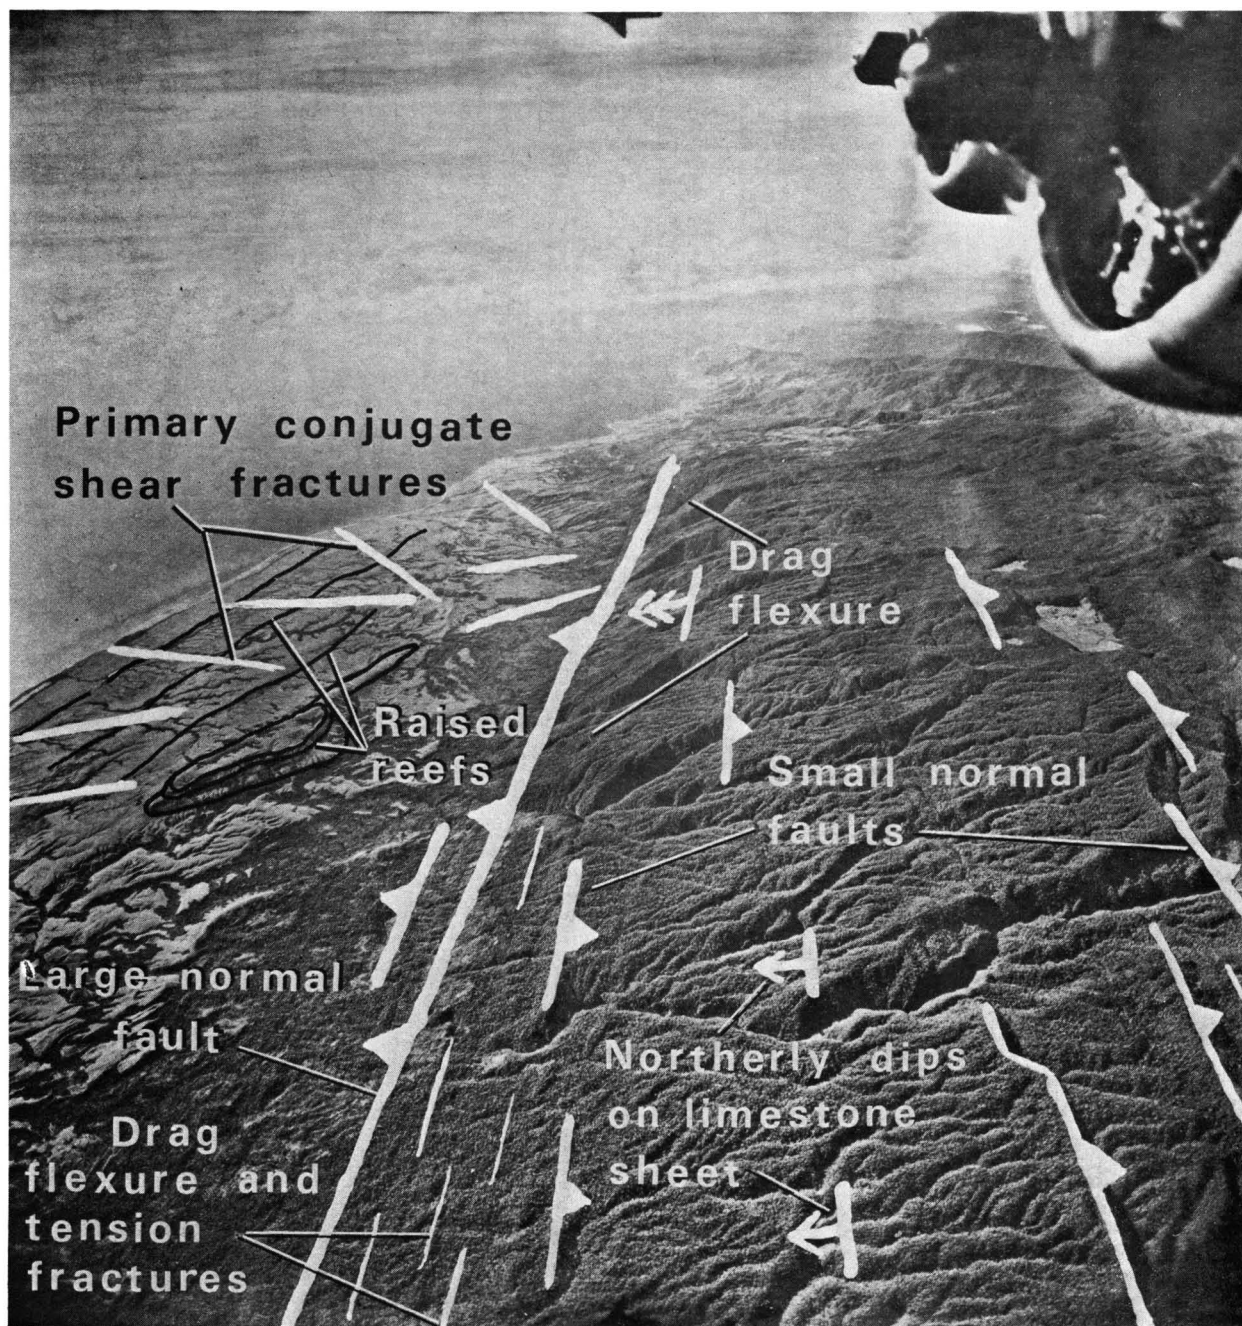 Primary conjugate
shear fractures
Drag
flexure
Raised
reefs
Small normal
faults
Large normal
fault
Northerly dips
on limestone
sheet
Drag
flexure and
tension
fractures